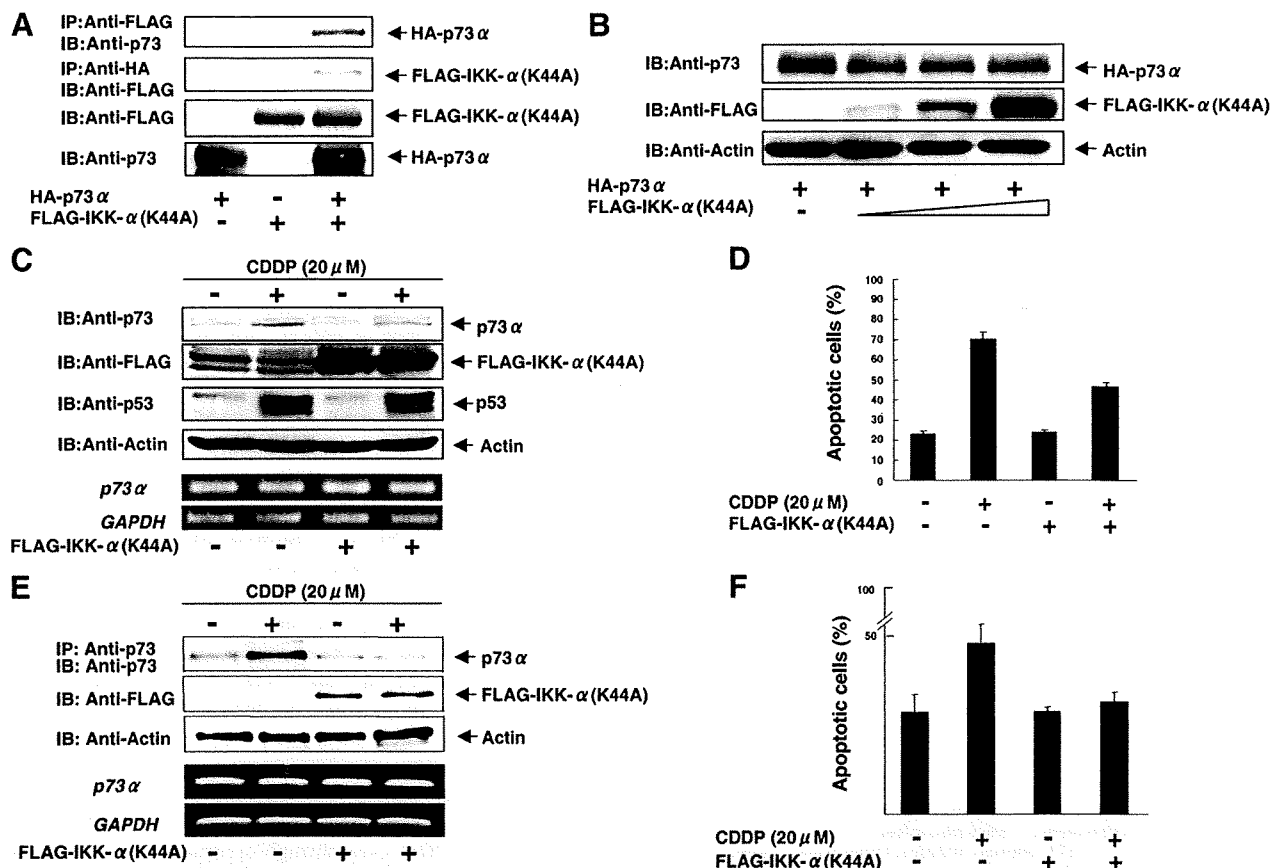 A
IP:Anti-FLAG
IB:Anti-p73
HA-p73α
IP:Anti-HA
IB:Anti-FLAG
FLAG-IKK-α(K44A)
IB:Anti-FLAG
FLAG-IKK-α(K44A)
IB:Anti-p73
HA-p73α
HA-p73α + - +
FLAG-IKK-α(K44A) - + +
B
IB:Anti-p73
HA-p73α
IB:Anti-FLAG
FLAG-IKK-α(K44A)
IB:Anti-Actin
Actin
HA-p73α + + + +
FLAG-IKK-α(K44A) -
C
CDDP (20μM)
- + - +
IB:Anti-p73
p73α
IB:Anti-FLAG
FLAG-IKK-α(K44A)
IB:Anti-p53
p53
IB:Anti-Actin
Actin
p73α
GAPDH
FLAG-IKK-α(K44A) - - + +
D
Apoptotic cells (%)
100
90
80
70
60
50
40
30
20
10
0
CDDP (20μM) - + - +
FLAG-IKK-α(K44A) - - + +
E
CDDP (20μM)
- + - +
IP: Anti-p73
IB: Anti-p73
p73α
IB: Anti-FLAG
FLAG-IKK-α(K44A)
IB: Anti-Actin
Actin
p73α
GAPDH
FLAG-IKK-α(K44A) - - + +
F
Apoptotic cells (%)
100
50
CDDP (20μM) - + - +
FLAG-IKK-α(K44A) - - + +